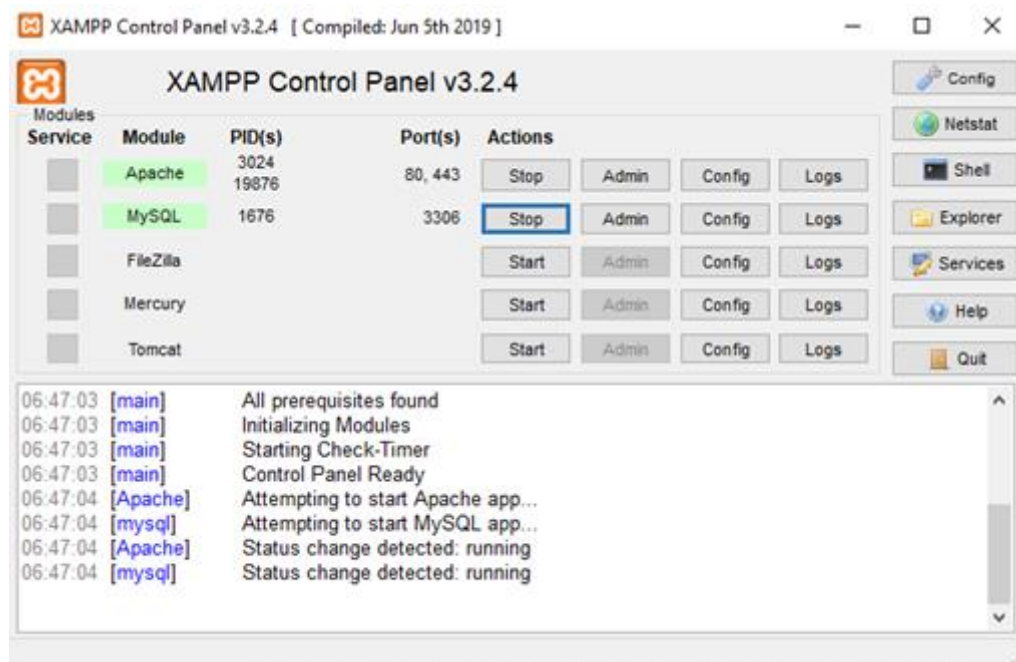 XAMPP Control Panel v3.2.4 [ Compiled: Jun 5th 2019 ]
XAMPP Control Panel v3.2.4
Config
Modules
Service Module PID(s) Port(s) Actions
Netstat
Apache 3024 19876 80, 443 Stop Admin Config Logs
Shell
MySQL 1676 3306 Stop Admin Config Logs
Explorer
FileZilla Start Admin Config Logs
Services
Mercury Start Admin Config Logs
Help
Tomcat Start Admin Config Logs
Quit
06:47:03 [main] All prerequisites found
06:47:03 [main] Initializing Modules
06:47:03 [main] Starting Check-Timer
06:47:03 [main] Control Panel Ready
06:47:04 [Apache] Attempting to start Apache app...
06:47:04 [mysql] Attempting to start MySQL app...
06:47:04 [Apache] Status change detected: running
06:47:04 [mysql] Status change detected: running